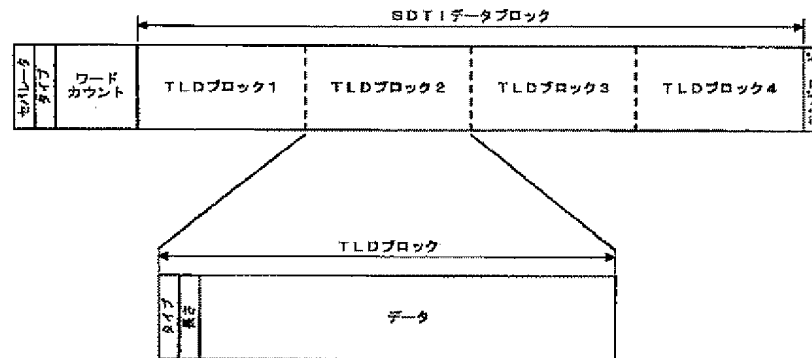 SDTIデータブロック
セパレータ
タイプ
ワード
カウント
TLDブロック1
TLDブロック2
TLDブロック3
TLDブロック4
TLDブロック
タイプ
長さ
データ